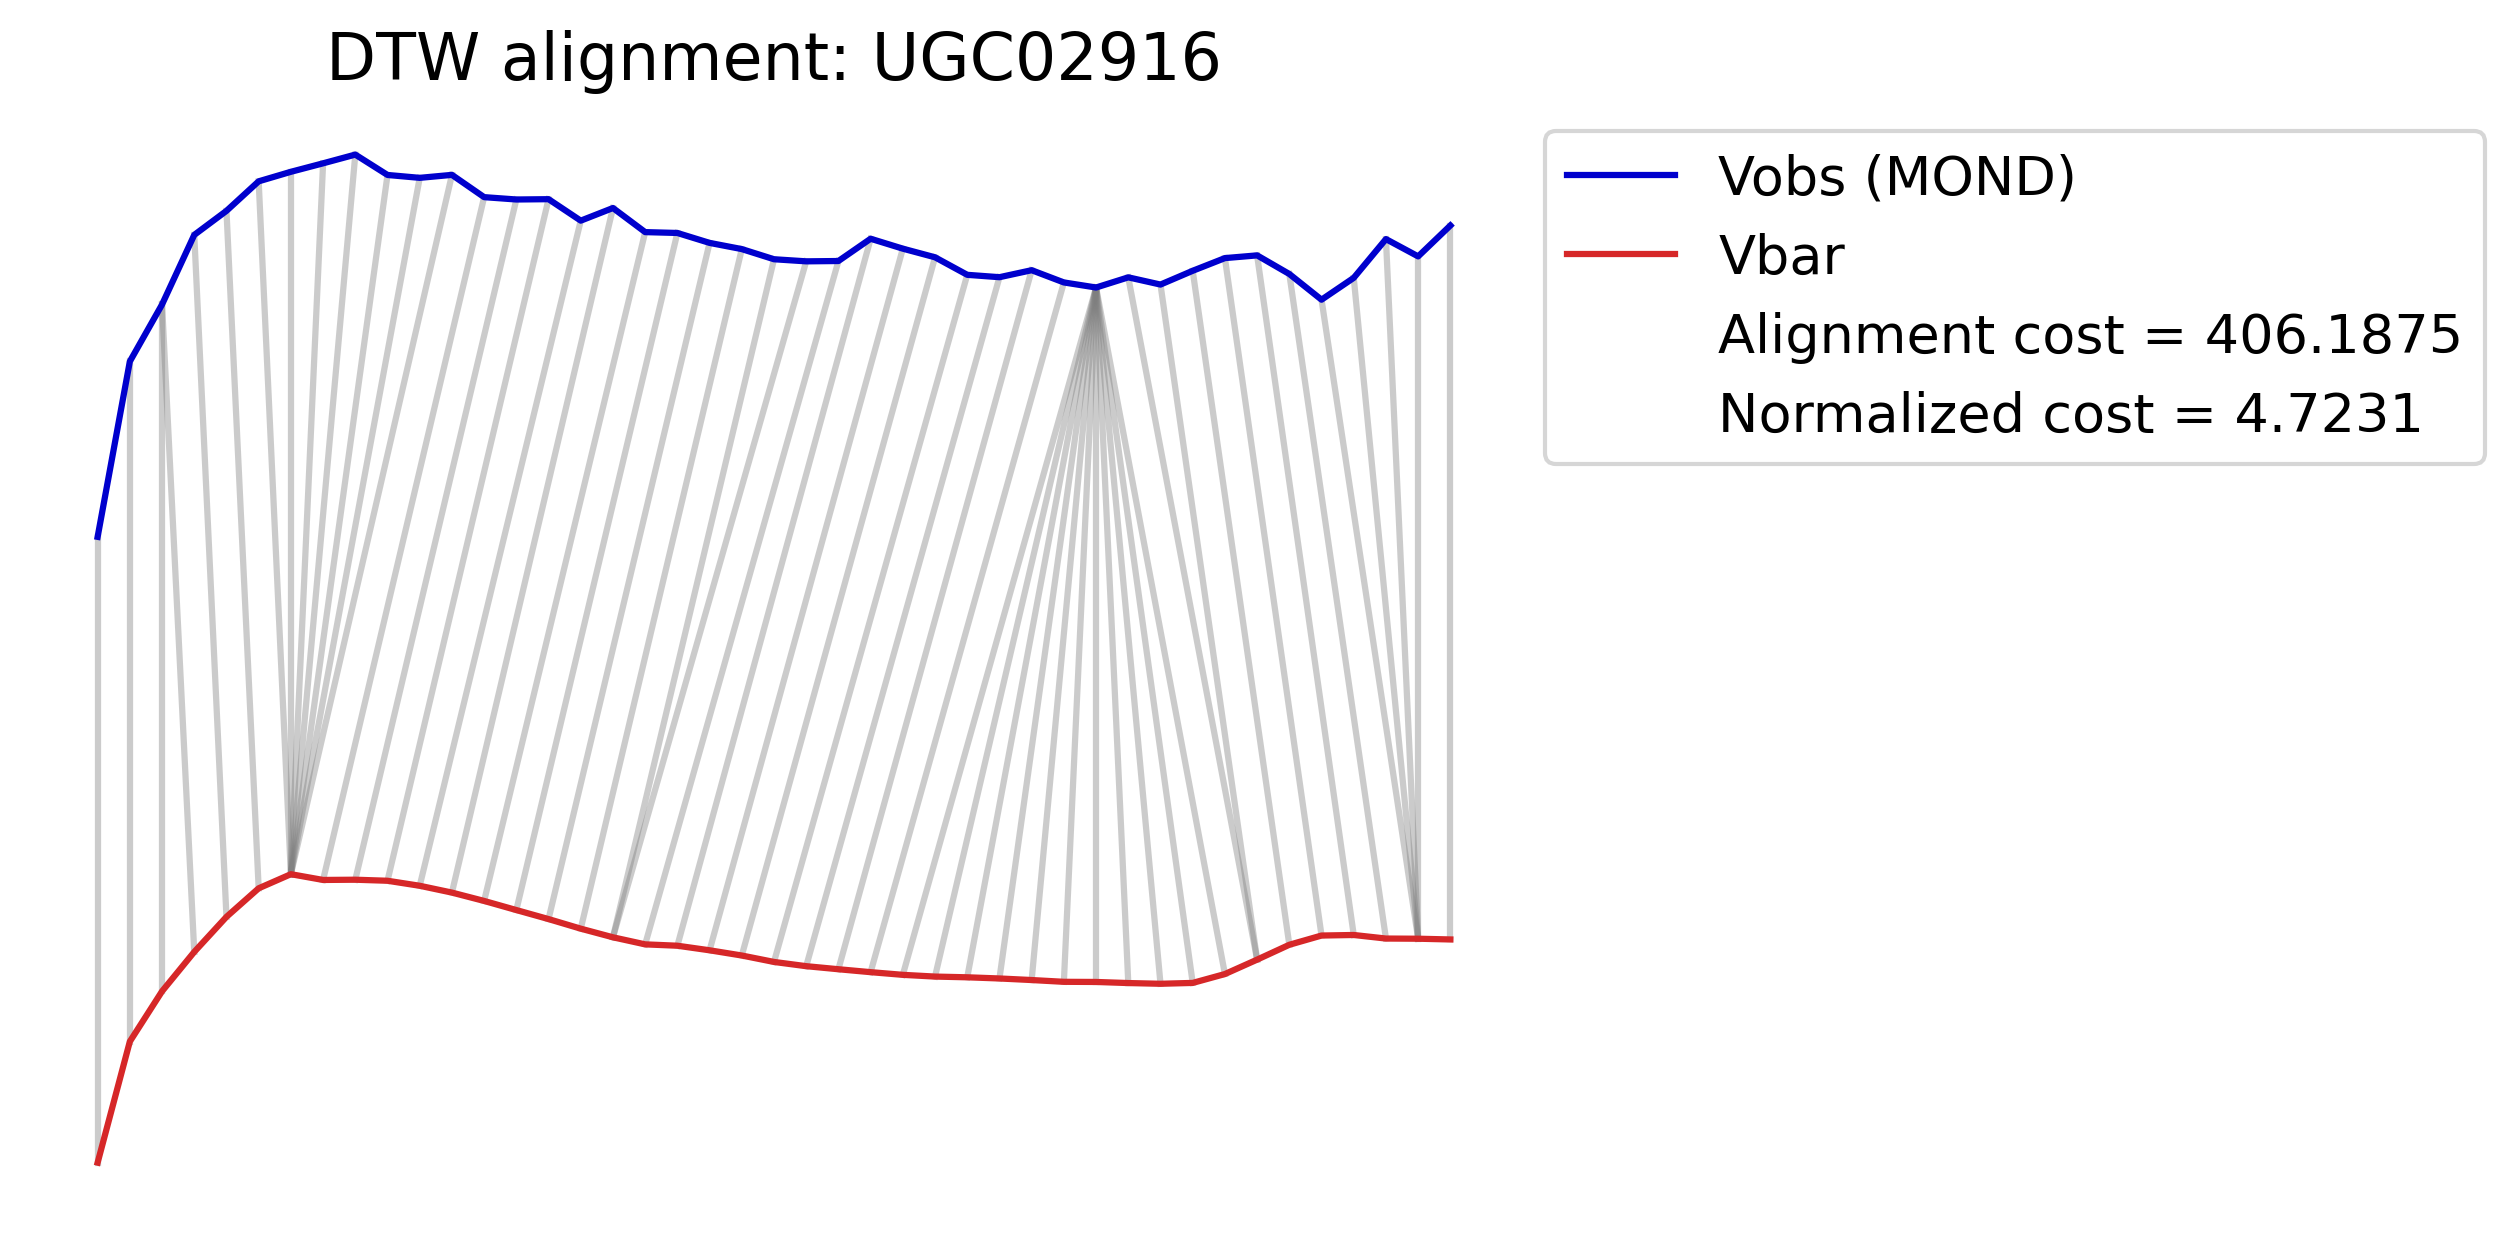 DTW alignment: UGC02916
Vobs (MOND)
Vbar
Alignment cost = 406.1875
Normalized cost = 4.7231